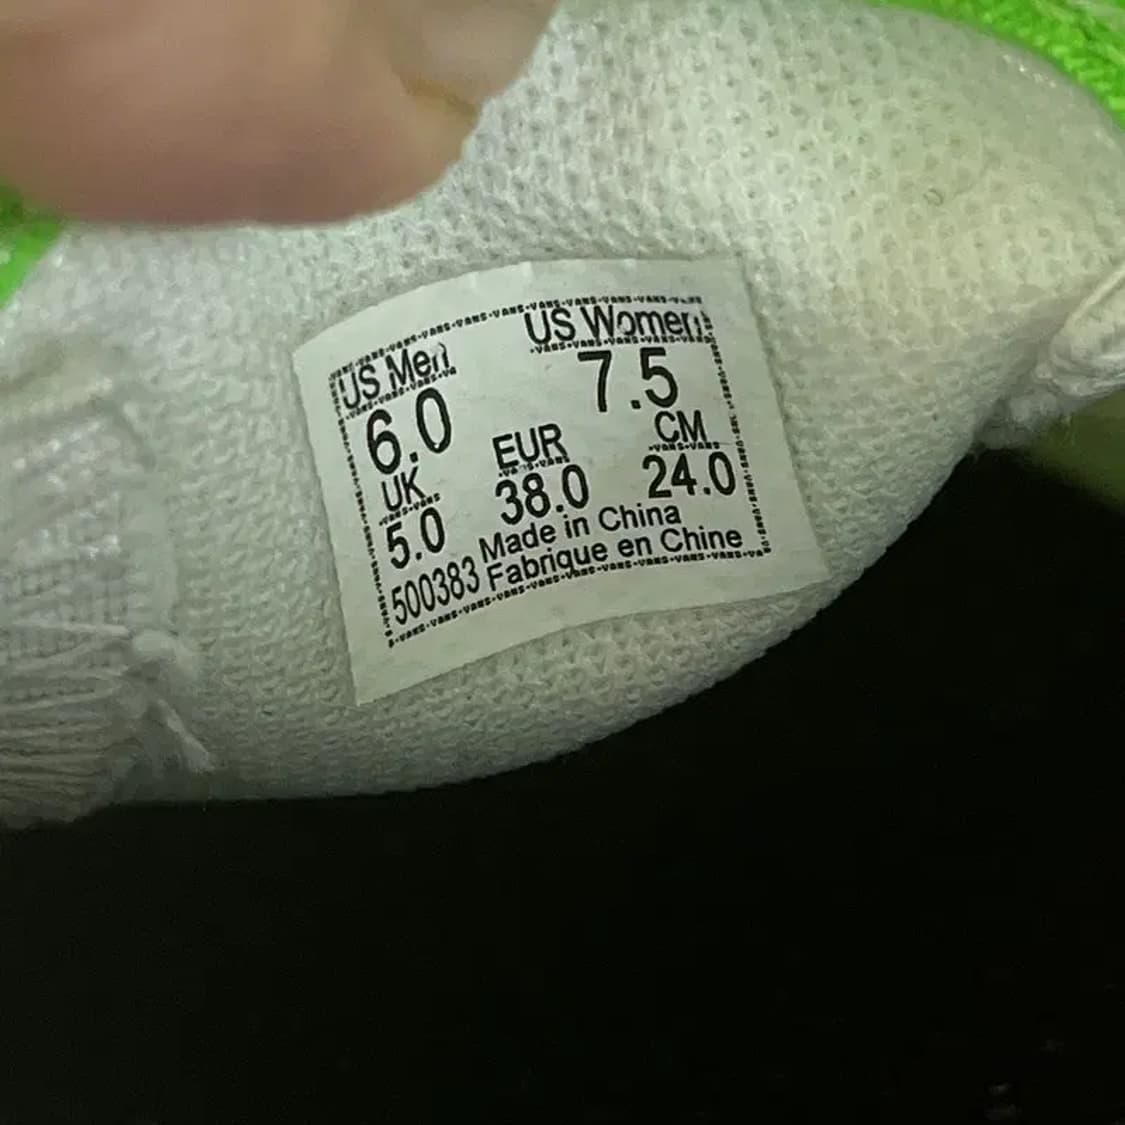 US Men US Women
6.0 7.5
UK EUR CM
5.0 38.0 24.0
Made in China
500383 Fabrique en Chine